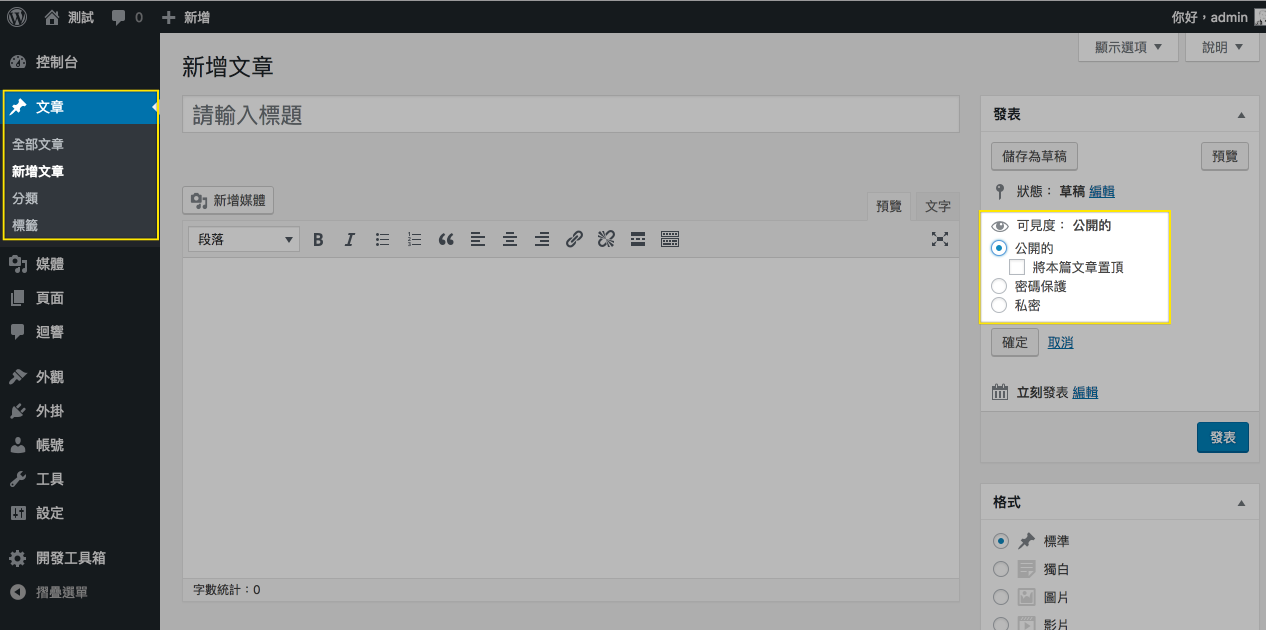 測試 0 新增 你好，admin
控制台
文章
全部文章
新增文章
分類
標籤
媒體
頁面
迴響
外觀
外掛
帳號
工具
設定
開發工具箱
摺疊選單
顯示選項 說明
新增文章
請輸入標題
新增媒體
預覽 文字
段落
字數統計：0
發表
儲存為草稿 預覽
狀態： 草稿 編輯
可見度： 公開的
公開的
將本篇文章置頂
密碼保護
私密
確定 取消
立刻發表 編輯
發表
格式
標準
獨白
圖片
影片